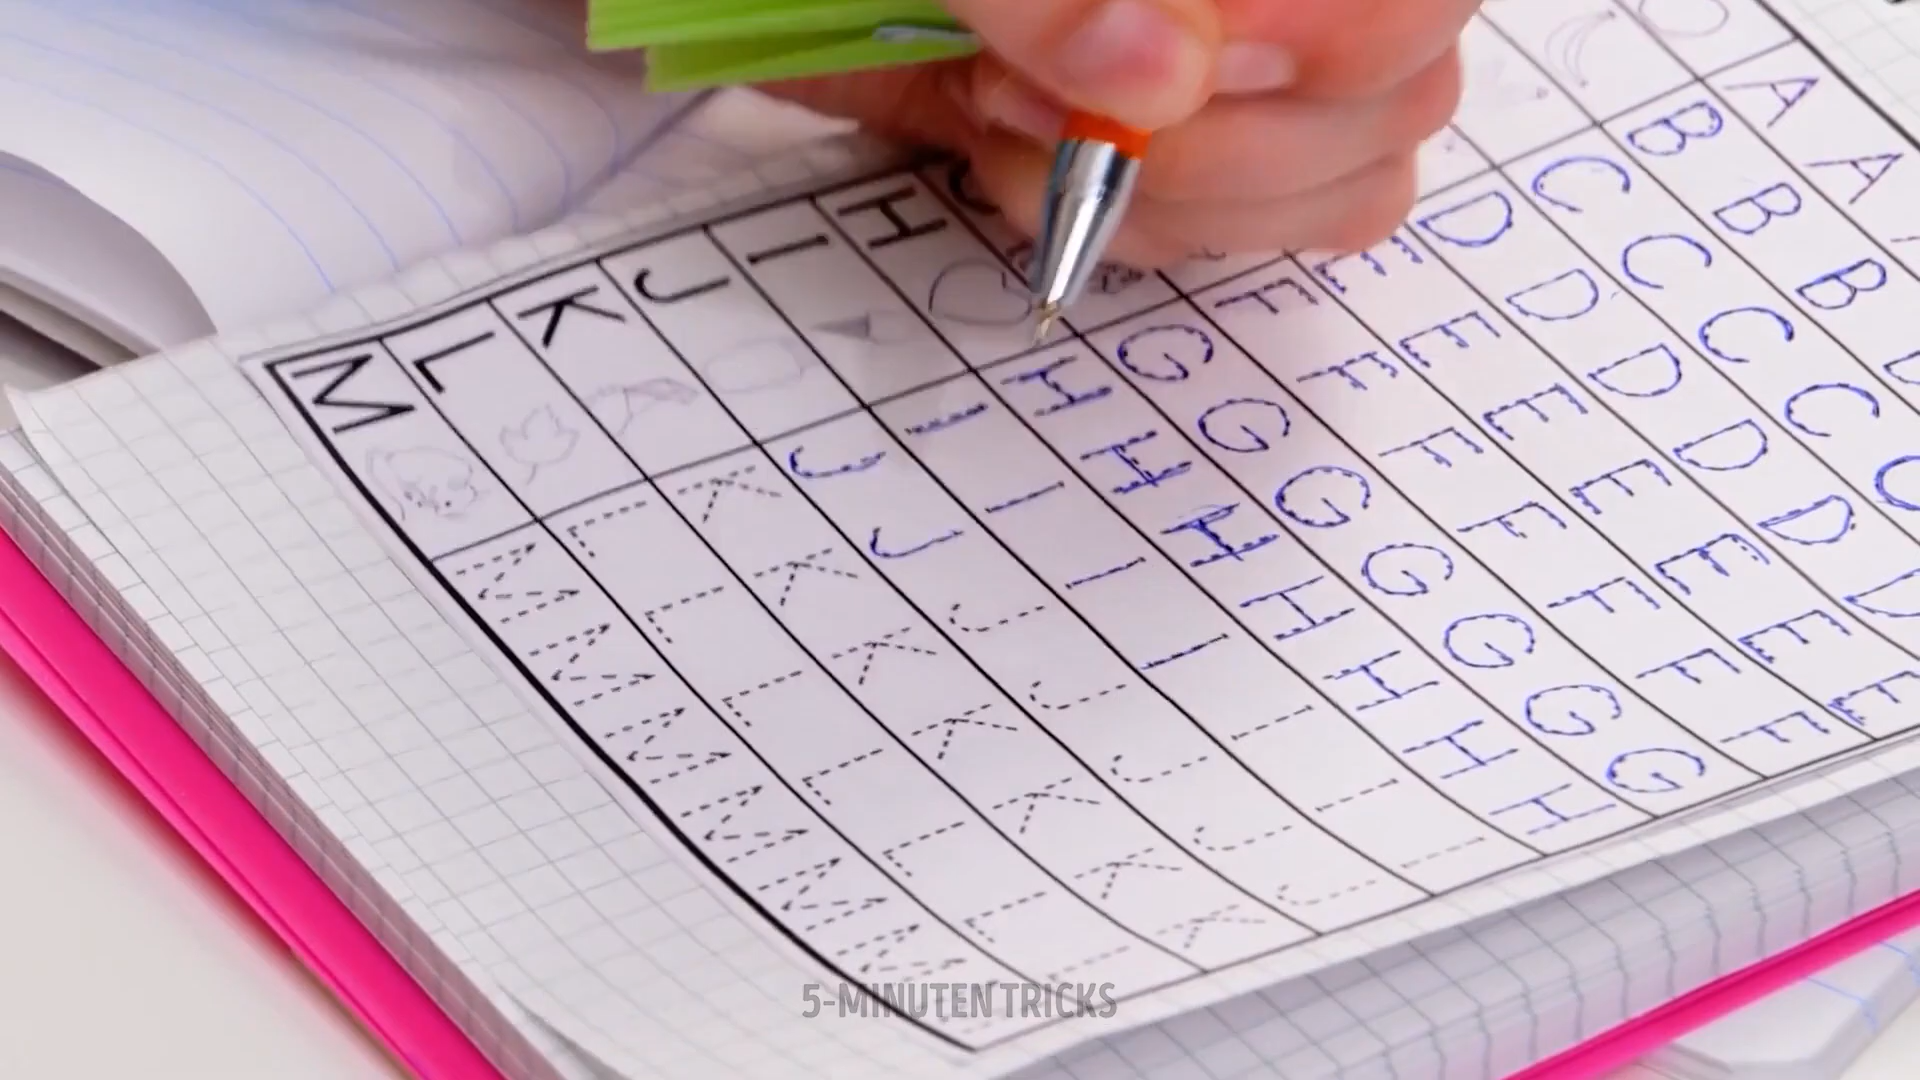 A A
B B B
C C C C C
D D D D D D
E E E E E E E
F F F F F F F
G G G G G G G
H H H H H H H H
I I I I I I I I
J J J J J J J J
K K K K K K K K
L L L L L L L L
M M M M M M M
5-MINUTEN TRICKS